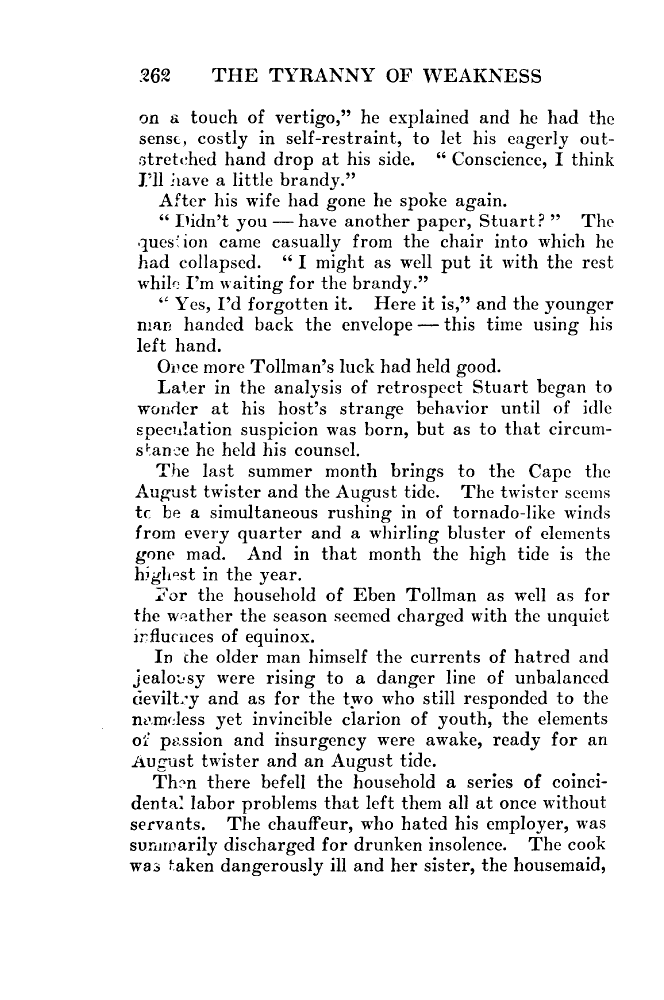 262 THE TYRANNY OF WEAKNESS
on a touch of vertigo,” he explained and he had the
sense, costly in self-restraint, to let his eagerly out-
stretched hand drop at his side. “ Conscience, I think
I'll have a little brandy.”
After his wife had gone he spoke again.
“ Didn't you — have another paper, Stuart? ” The
question came casually from the chair into which he
had collapsed. “ I might as well put it with the rest
while I'm waiting for the brandy.”
“ Yes, I'd forgotten it. Here it is,” and the younger
man handed back the envelope — this time using his
left hand.
Once more Tollman's luck had held good.
Later in the analysis of retrospect Stuart began to
wonder at his host's strange behavior until of idle
speculation suspicion was born, but as to that circum-
stance he held his counsel.
The last summer month brings to the Cape the
August twister and the August tide. The twister seems
to be a simultaneous rushing in of tornado-like winds
from every quarter and a whirling bluster of elements
gone mad. And in that month the high tide is the
highest in the year.
For the household of Eben Tollman as well as for
the weather the season seemed charged with the unquiet
influences of equinox.
In the older man himself the currents of hatred and
jealousy were rising to a danger line of unbalanced
deviltry and as for the two who still responded to the
nameless yet invincible clarion of youth, the elements
of passion and insurgency were awake, ready for an
August twister and an August tide.
Then there befell the household a series of coinci-
dental labor problems that left them all at once without
servants. The chauffeur, who hated his employer, was
summarily discharged for drunken insolence. The cook
was taken dangerously ill and her sister, the housemaid,